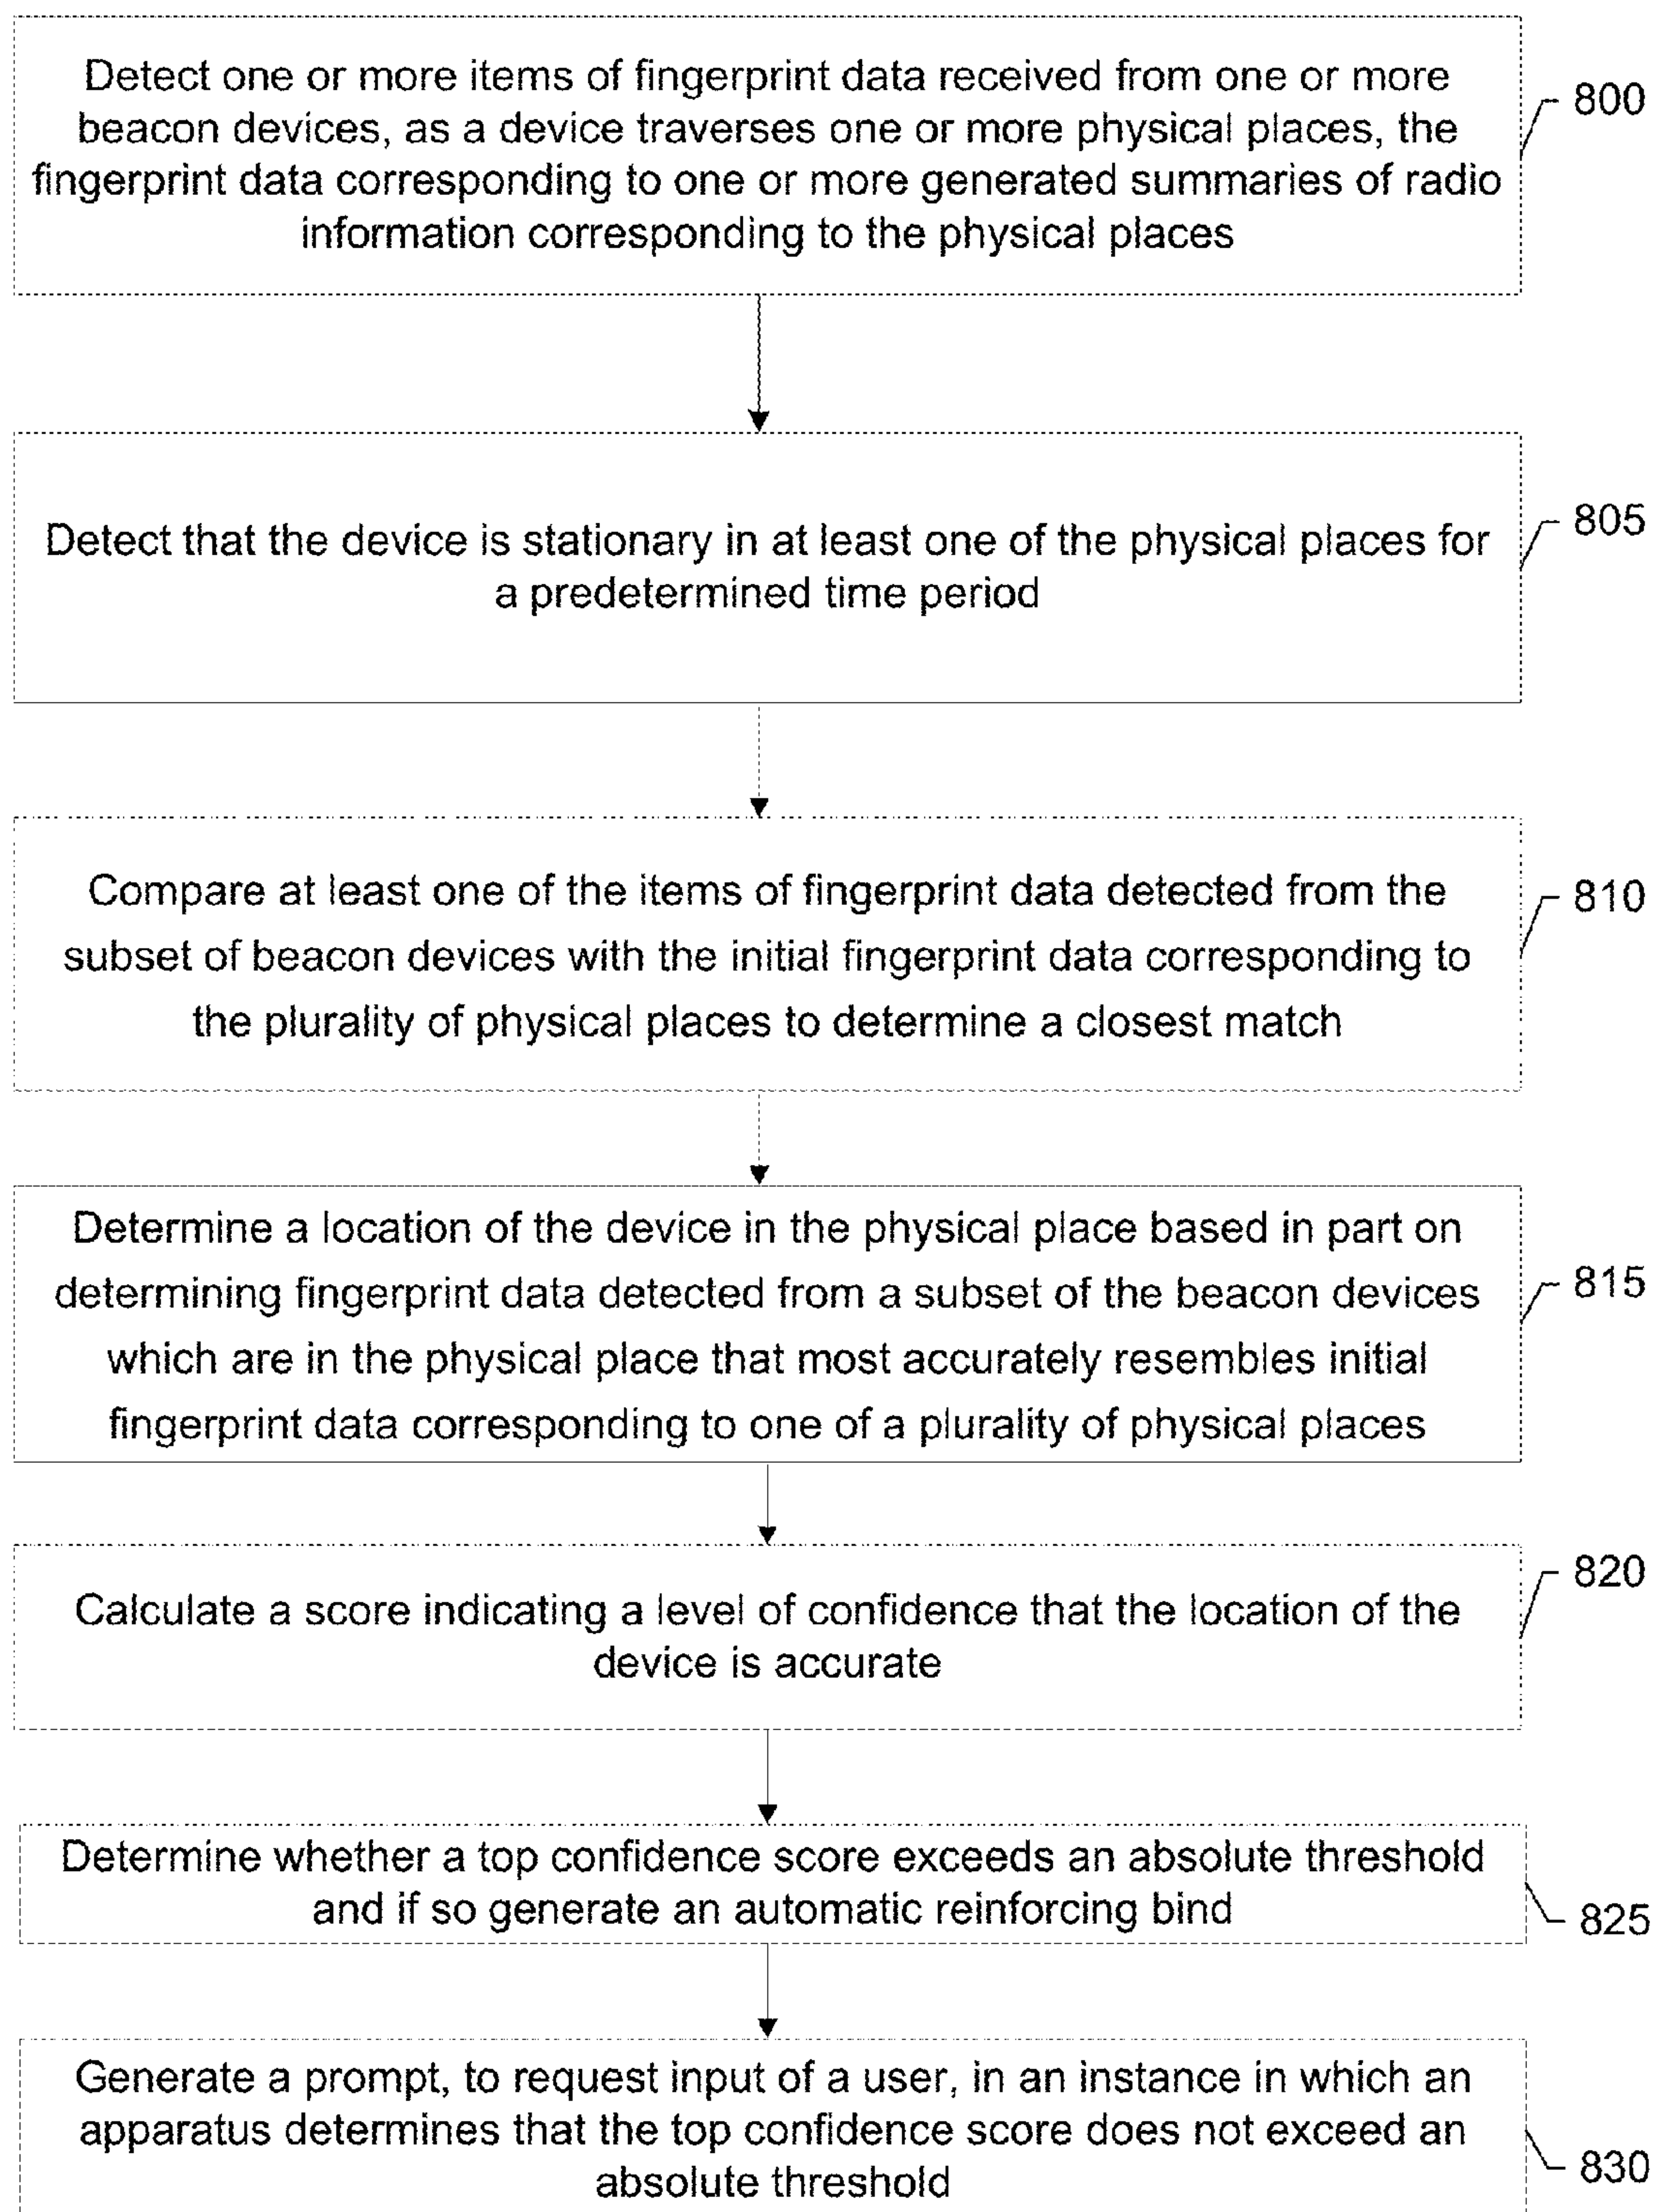 Detect one or more items of fingerprint data received from one or more
beacon devices, as a device traverses one or more physical places, the
fingerprint data corresponding to one or more generated summaries of radio
information corresponding to the physical places
800
Detect that the device is stationary in at least one of the physical places for
a predetermined time period
805
Compare at least one of the items of fingerprint data detected from the
subset of beacon devices with the initial fingerprint data corresponding to
the plurality of physical places to determine a closest match
810
Determine a location of the device in the physical place based in part on
determining fingerprint data detected from a subset of the beacon devices
which are in the physical place that most accurately resembles initial
fingerprint data corresponding to one of a plurality of physical places
815
Calculate a score indicating a level of confidence that the location of the
device is accurate
820
Determine whether a top confidence score exceeds an absolute threshold
and if so generate an automatic reinforcing bind
825
Generate a prompt, to request input of a user, in an instance in which an
apparatus determines that the top confidence score does not exceed an
absolute threshold
830